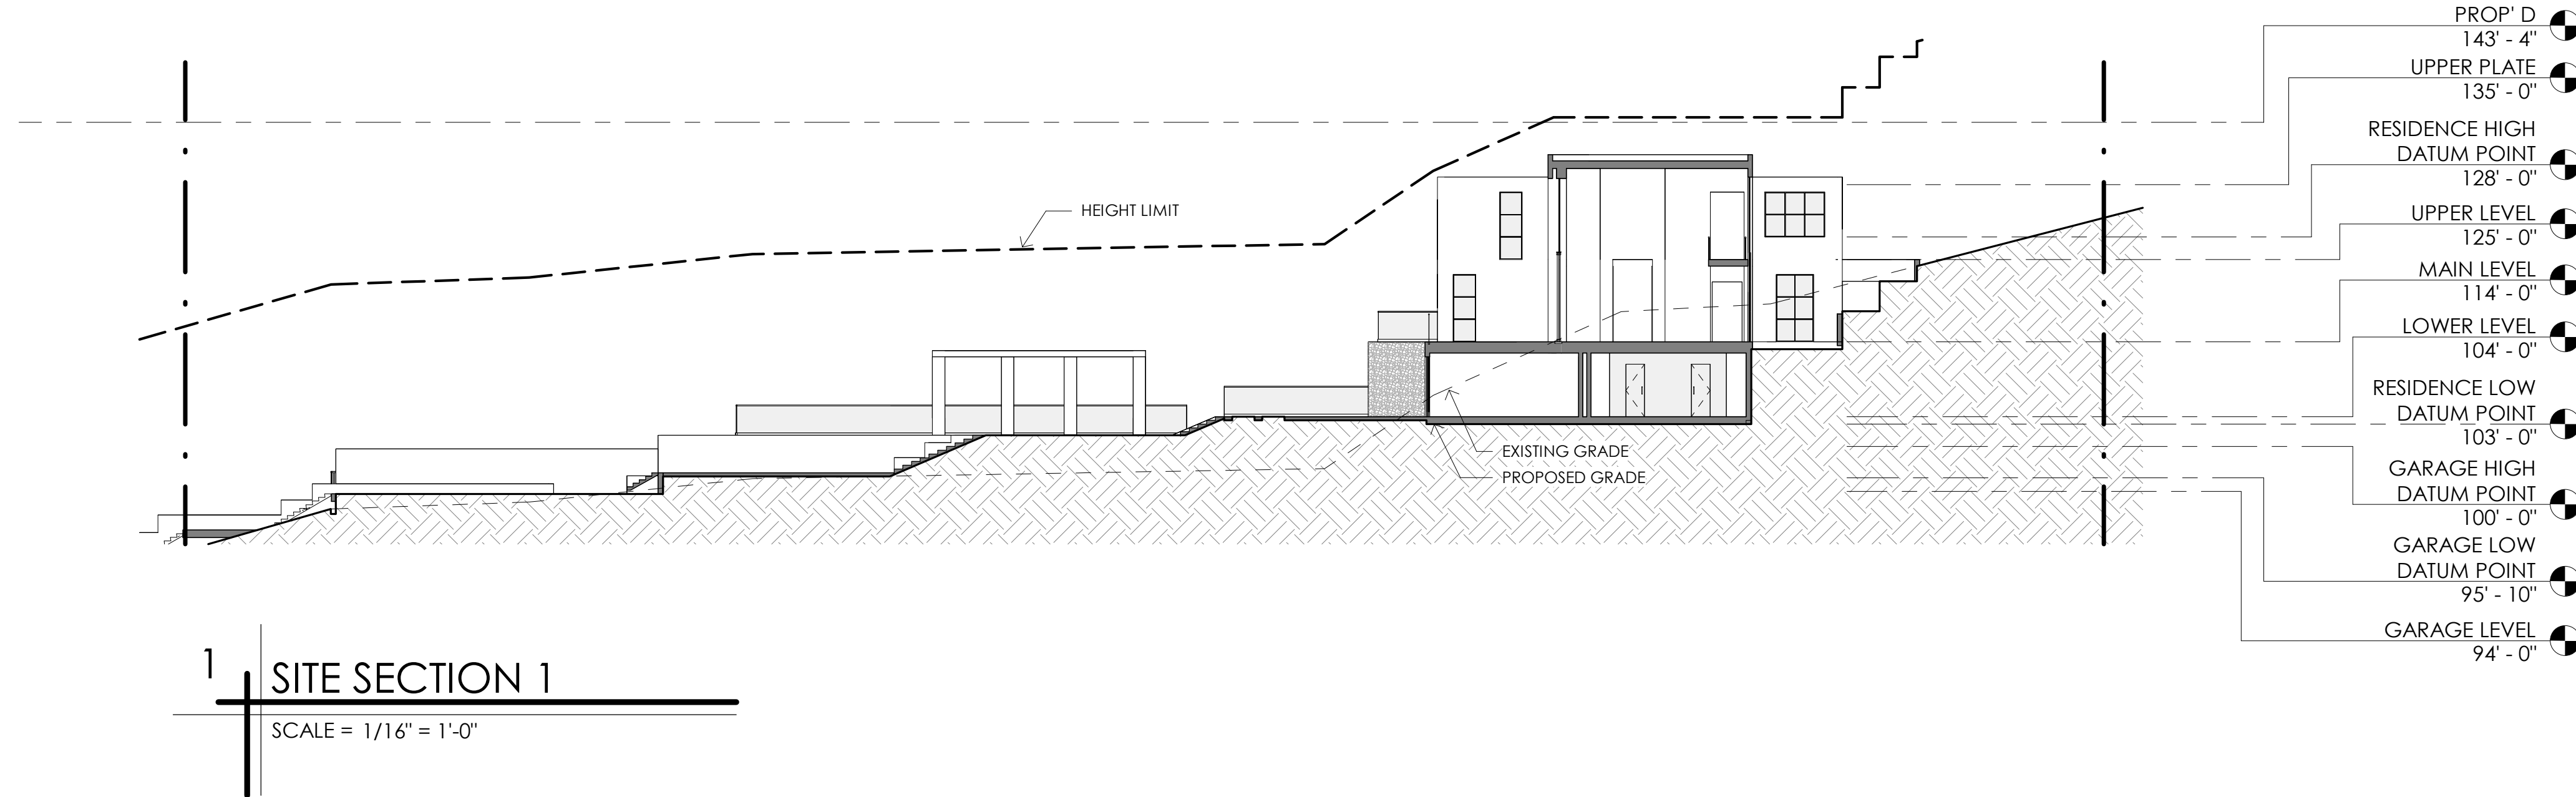 PROP' D
143' - 4"
UPPER PLATE
135' - 0"
RESIDENCE HIGH
DATUM POINT
128' - 0"
UPPER LEVEL
125' - 0"
MAIN LEVEL
114' - 0"
LOWER LEVEL
104' - 0"
RESIDENCE LOW
DATUM POINT
103' - 0"
GARAGE HIGH
DATUM POINT
100' - 0"
GARAGE LOW
DATUM POINT
95' - 10"
GARAGE LEVEL
94' - 0"
HEIGHT LIMIT
EXISTING GRADE
PROPOSED GRADE
1
SITE SECTION 1
SCALE = 1/16" = 1'-0"